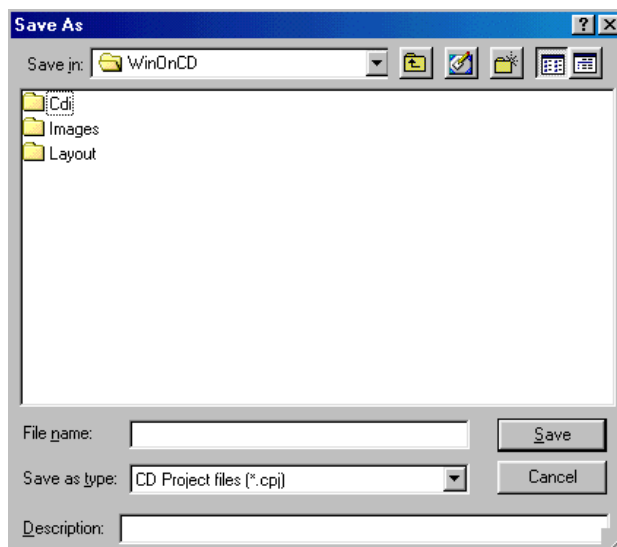 Save As
Save in: WinOnCD
Cdi
Images
Layout
File name:
Save
Save as type: CD Project files (*.cpj)
Cancel
Description: